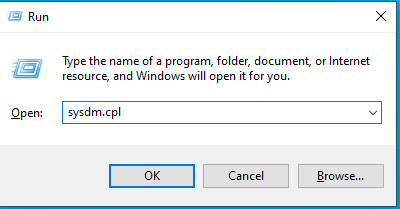 Run
Type the name of a program, folder, document, or Internet
resource, and Windows will open it for you.
Open: sysdm.cpl
OK Cancel Browse...